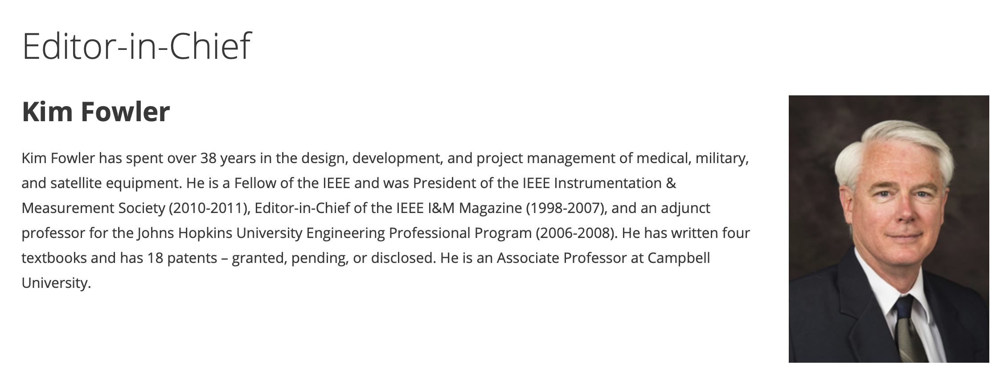 Editor-in-Chief
Kim Fowler
Kim Fowler has spent over 38 years in the design, development, and project management of medical, military,
and satellite equipment. He is a Fellow of the IEEE and was President of the IEEE Instrumentation &
Measurement Society (2010-2011), Editor-in-Chief of the IEEE I&M Magazine (1998-2007), and an adjunct
professor for the Johns Hopkins University Engineering Professional Program (2006-2008). He has written four
textbooks and has 18 patents – granted, pending, or disclosed. He is an Associate Professor at Campbell
University.